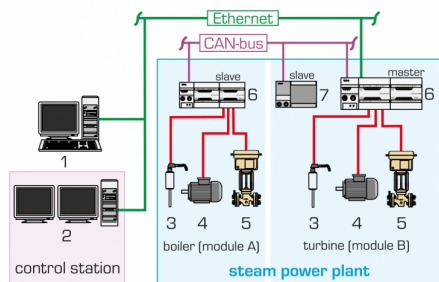 Ethernet
CAN-bus
slave
6
slave
7
master
6
1
2
3
4
5
3
4
5
boiler (module A)
turbine (module B)
control station
steam power plant